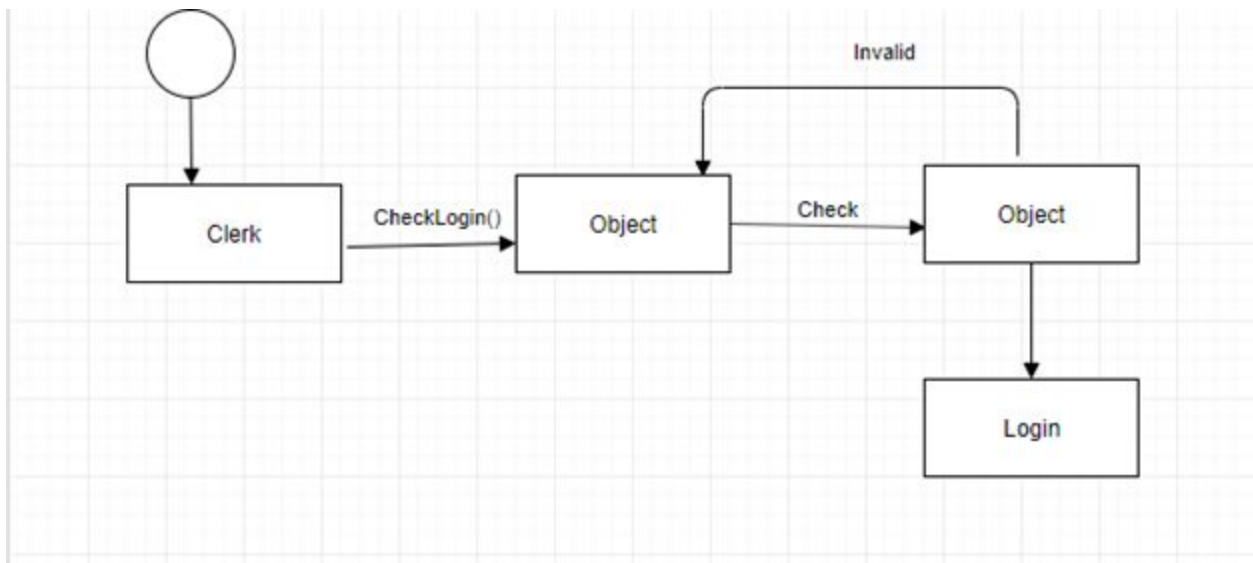 Invalid
Clerk
CheckLogin()
Object
Check
Object
Login